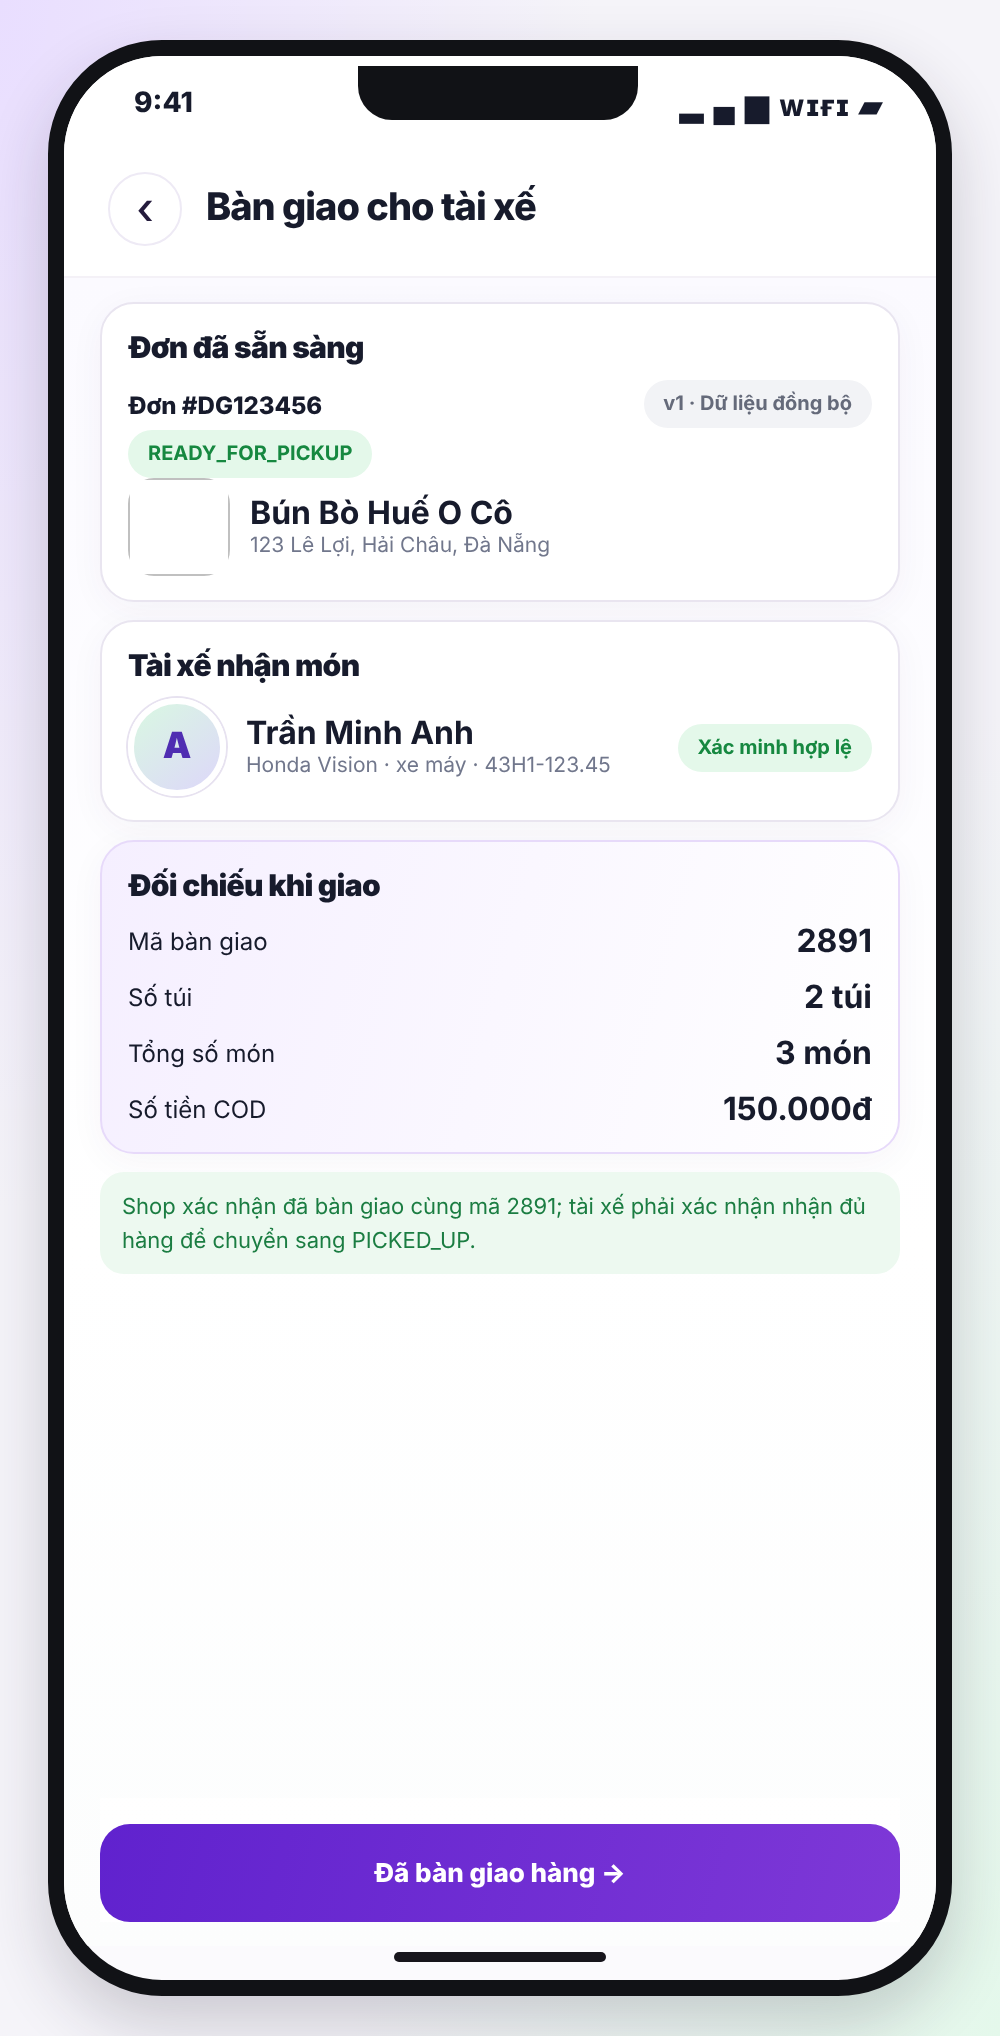 9:41
WIFI
Bàn giao cho tài xế
Đơn đã sẵn sàng
Đơn #DG123456
v1 · Dữ liệu đồng bộ
READY_FOR_PICKUP
Bún Bò Huế O Cô
123 Lê Lợi, Hải Châu, Đà Nẵng
Tài xế nhận món
A
Trần Minh Anh
Honda Vision · xe máy · 43H1-123.45
Xác minh hợp lệ
Đối chiếu khi giao
Mã bàn giao
2891
Số túi
2 túi
Tổng số món
3 món
Số tiền COD
150.000đ
Shop xác nhận đã bàn giao cùng mã 2891; tài xế phải xác nhận nhận đủ
hàng để chuyển sang PICKED_UP.
Đã bàn giao hàng →